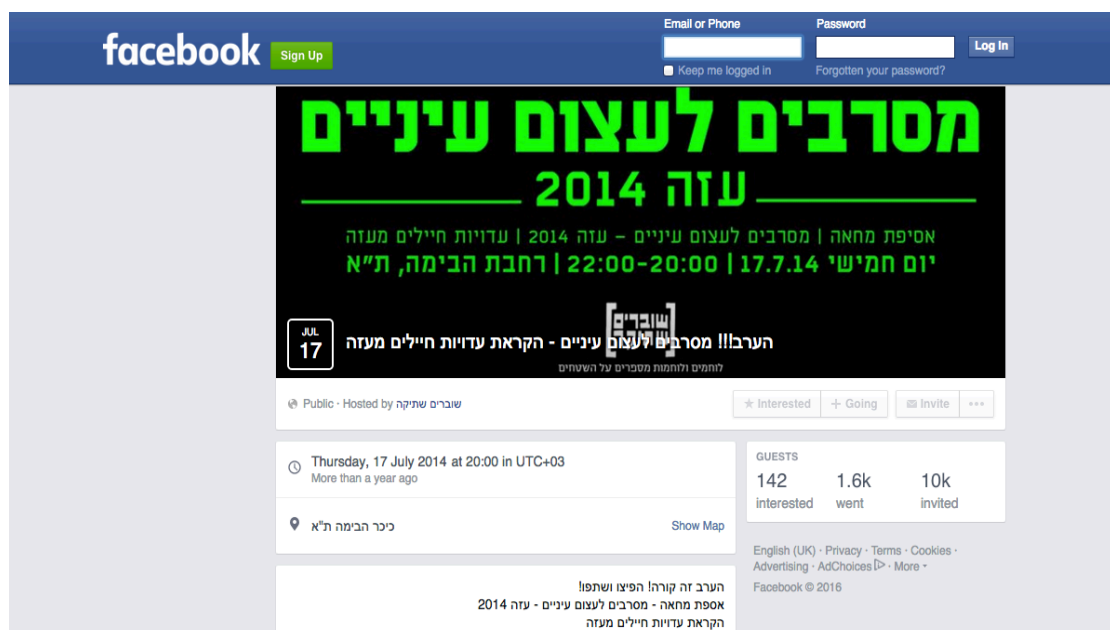 facebook
Sign Up
Email or Phone
Password
Log In
Keep me logged in
Forgotten your password?
מסרבים לעצום עיניים
עזה 2014
אסיפת מחאה | מסרבים לעצום עיניים – עזה 2014 | עדויות חיילים מעזה
יום חמישי 17.7.14 | 22:00-20:00 | רחבת הבימה, ת״א
שוברים
שתיקה
JUL
17
הערב!!! מסרבים לעצום עיניים - הקראת עדויות חיילים מעזה
לוחמים ולוחמות מספרים על השטחים
Public · Hosted by שוברים שתיקה
Interested
Going
Invite
Thursday, 17 July 2014 at 20:00 in UTC+03
More than a year ago
כיכר הבימה ת"א
Show Map
GUESTS
142 1.6k 10k
interested went invited
English (UK) · Privacy · Terms · Cookies ·
Advertising · AdChoices · More
Facebook © 2016
הערב זה קורה! הפיצו ושתפו!
אספת מחאה - מסרבים לעצום עיניים - עזה 2014
הקראת עדויות חיילים מעזה